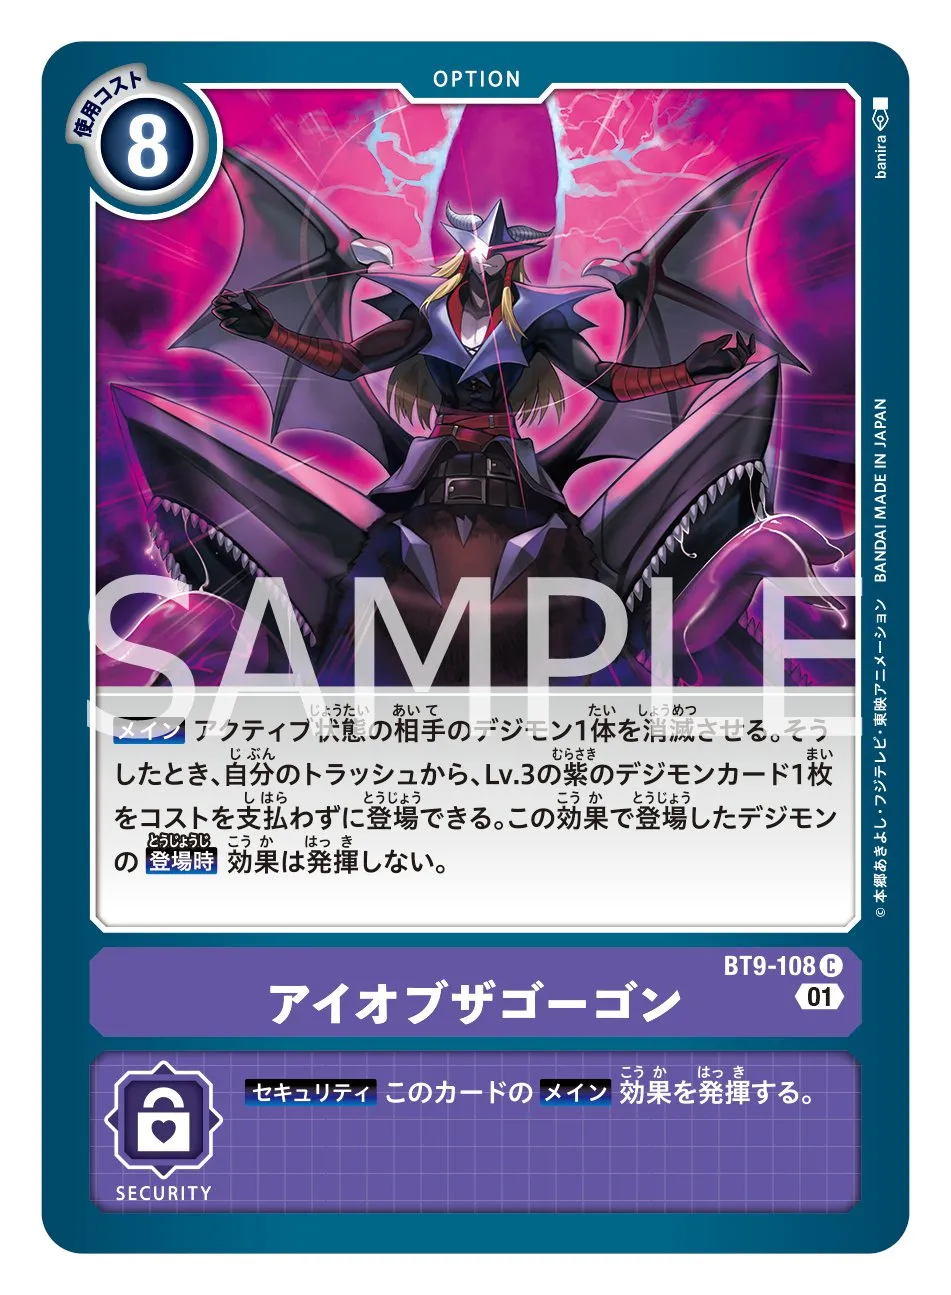 OPTION
使用コスト
8
banira
BANDAI MADE IN JAPAN
© 本郷あきよし・フジテレビ・東映アニメーション
SAMPLE
メイン アクティブ状態の相手のデジモン1体を消滅させる。そう
したとき、自分のトラッシュから、Lv.3の紫のデジモンカード1枚
をコストを支払わずに登場できる。この効果で登場したデジモン
の 登場時 効果は発揮しない。
BT9-108 C
アイオブザゴーゴン
01
セキュリティ このカードの メイン 効果を発揮する。
SECURITY